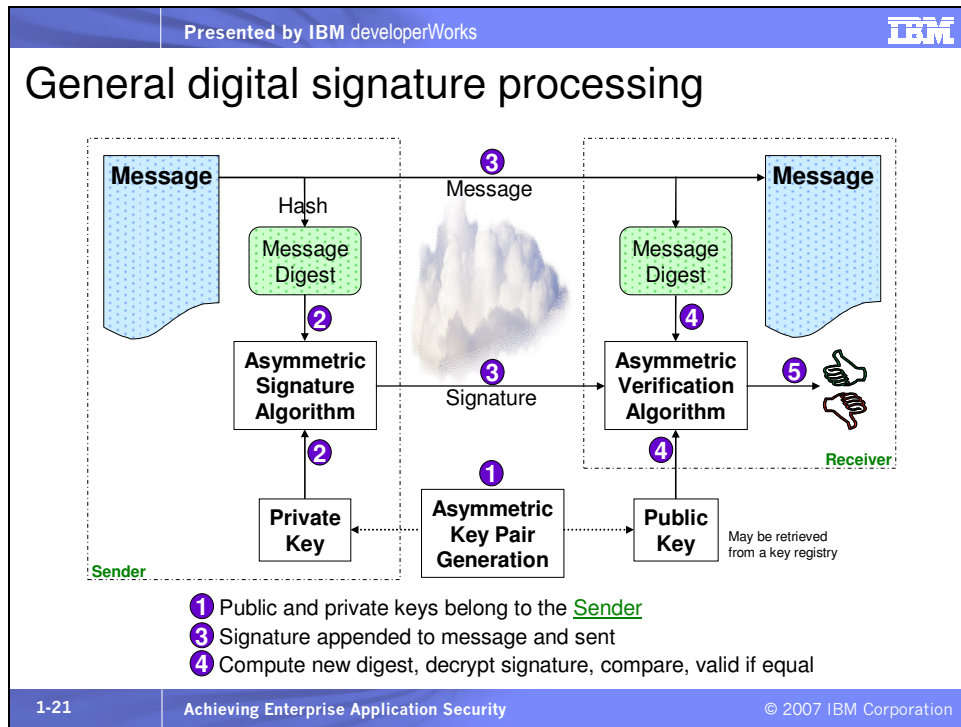 Presented by IBM developerWorks
IBM
General digital signature processing
Message
3
Message
Message
Hash
Message
Digest
Message
Digest
2
4
Asymmetric
Signature
Algorithm
3
Signature
Asymmetric
Verification
Algorithm
5
2
4
Receiver
1
Private
Key
Asymmetric
Key Pair
Generation
Public
Key
May be retrieved
from a key registry
Sender
1 Public and private keys belong to the Sender
3 Signature appended to message and sent
4 Compute new digest, decrypt signature, compare, valid if equal
1-21
Achieving Enterprise Application Security
© 2007 IBM Corporation